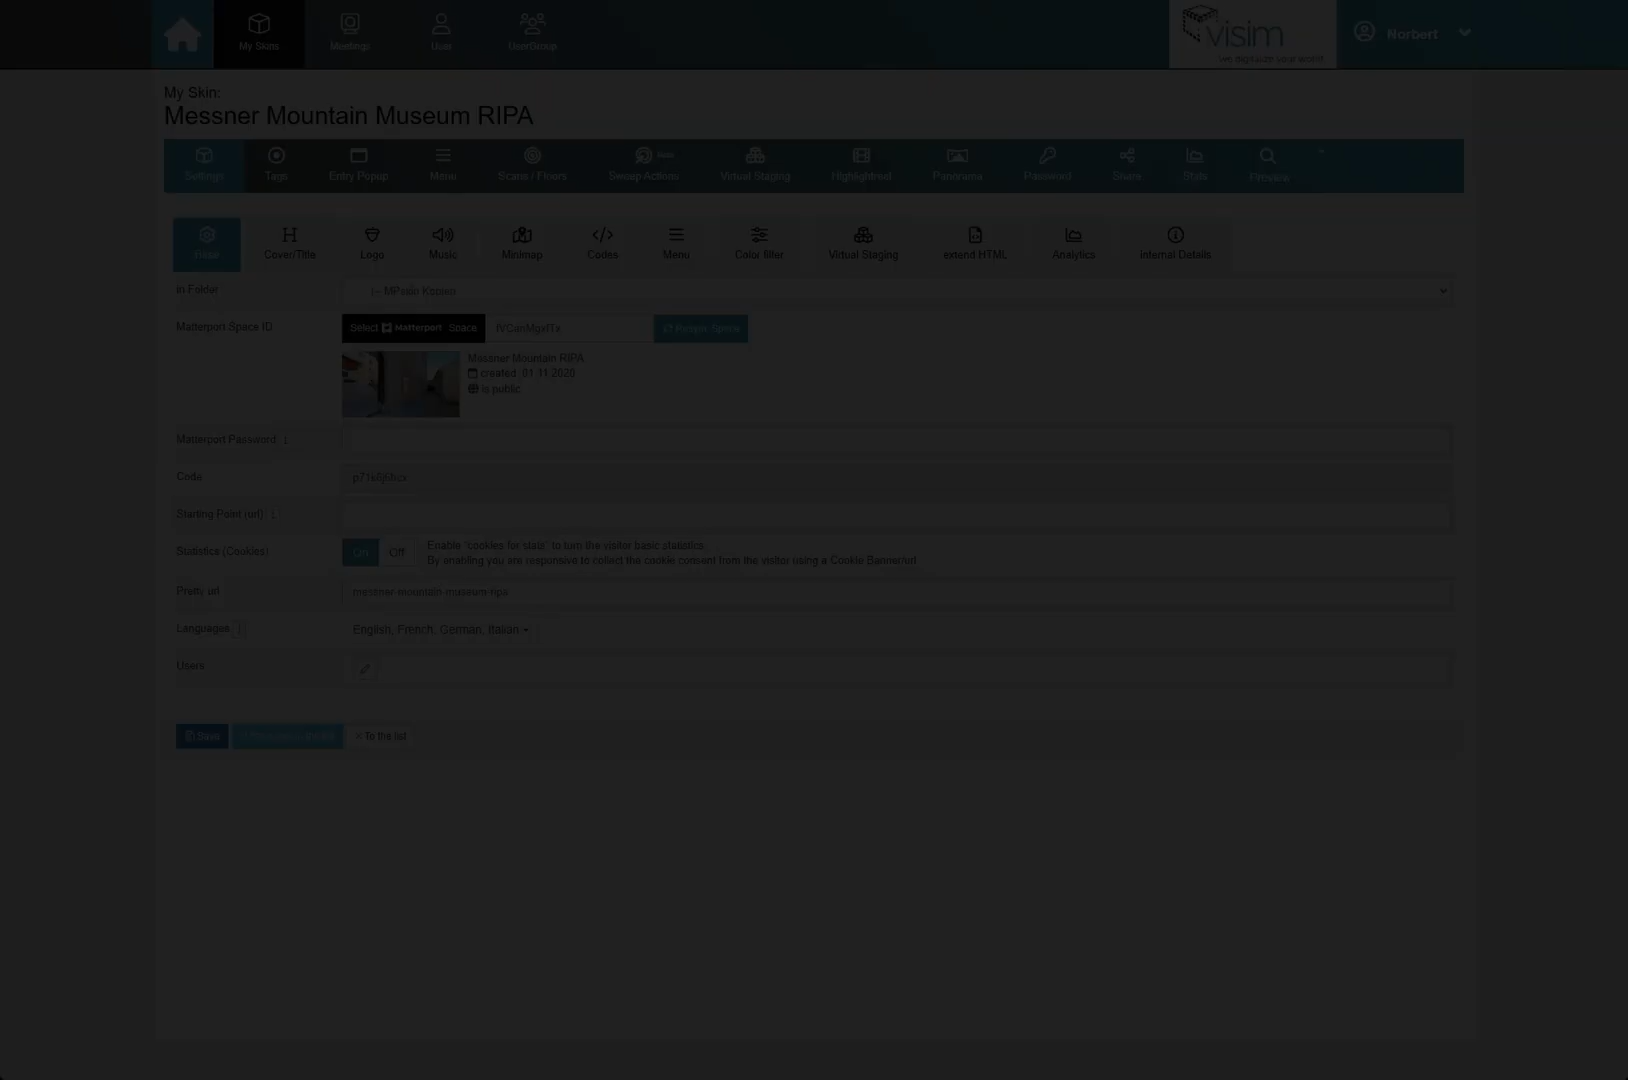 My Skins
Meetings
User
UserGroup
visim
we digitalize your world!
Norbert
My Skin:
Messner Mountain Museum RIPA
Settings
Tags
Entry Popup
Menu
Scans / Floors
Sweep Actions
Virtual Staging
Highlightreel
Panorama
Password
Share
Stats
Preview
Base
Cover/Title
Logo
Music
Minimap
Codes
Menu
Color filter
Virtual Staging
extend HTML
Analytics
Internal Details
in Folder
Matterport Space ID
Select Matterport Space
Messner Mountain RIPA
created: 01.11.2020
is public
Matterport Password
Code
Starting Point (url)
Statistics (Cookies)
On Off
Enable "cookies for stats" to turn the visitor basic statistics.
By enabling you are responsive to collect the cookie consent from the visitor using a Cookie Banner/url
Pretty url
messner-mountain-museum-ripa
Languages
English, French, German, Italian
Users
Save
× To the list